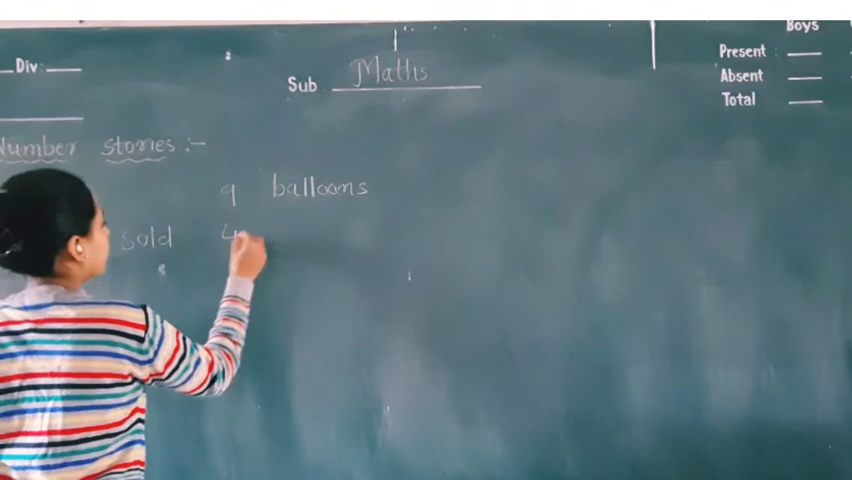 Boys
Div
Sub Maths
Present
Absent
Total
Number stories :-
9 balloons
sold 4